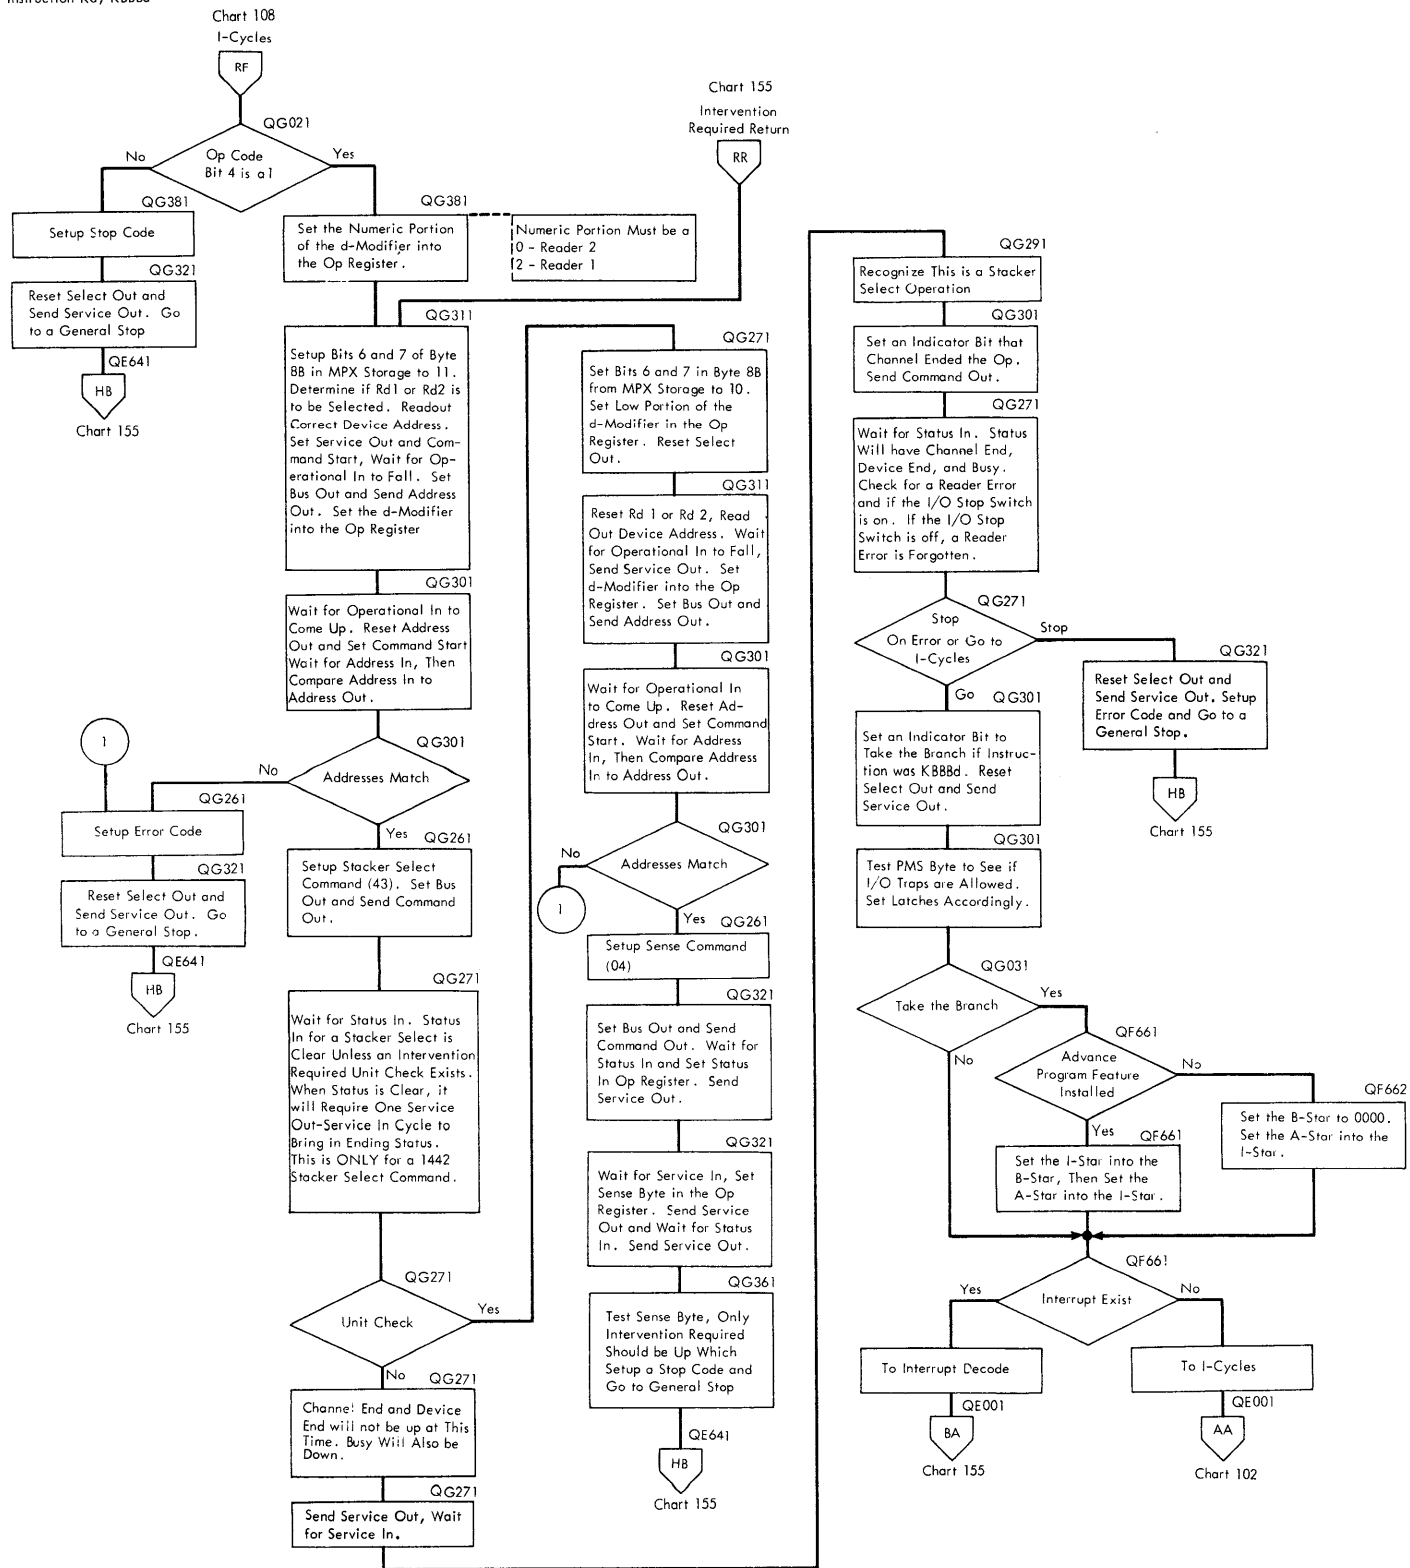 Chart 108
I-Cycles
RF
QG021
Op Code
Bit 4 is a 1
No
Yes
QG381
Setup Stop Code
QG321
Reset Select Out and
Send Service Out. Go
to a General Stop
QE641
HB
Chart 155
QG381
Set the Numeric Portion
of the d-Modifier into
the Op Register.
Numeric Portion Must be a
0 - Reader 2
2 - Reader 1
Chart 155
Intervention
Required Return
RR
QG311
Setup Bits 6 and 7 of Byte
8B in MPX Storage to 11.
Determine if Rd1 or Rd2 is
to be Selected. Readout
Correct Device Address.
Set Service Out and Com-
mand Start, Wait for Op-
erational In to Fall. Set
Bus Out and Send Address
Out. Set the d-Modifier
into the Op Register
QG301
Wait for Operational In to
Come Up. Reset Address
Out and Set Command Start
Wait for Address In, Then
Compare Address In to
Address Out.
QG301
Addresses Match
No
Yes
1
QG261
Setup Error Code
QG321
Reset Select Out and
Send Service Out. Go
to a General Stop.
QE641
HB
Chart 155
QG261
Setup Stacker Select
Command (43). Set Bus
Out and Send Command
Out.
QG271
Wait for Status In. Status
In for a Stacker Select is
Clear Unless an Intervention
Required Unit Check Exists.
When Status is Clear, it
will Require One Service
Out-Service In Cycle to
Bring in Ending Status.
This is ONLY for a 1442
Stacker Select Command.
QG271
Unit Check
Yes
No
QG271
Channel End and Device
End will not be up at This
Time. Busy Will Also be
Down.
QG271
Send Service Out, Wait
for Service In.
QG271
Set Bits 6 and 7 in Byte 8B
from MPX Storage to 10.
Set Low Portion of the
d-Modifier in the Op
Register. Reset Select
Out.
QG311
Reset Rd 1 or Rd 2, Read
Out Device Address. Wait
for Operational In to Fall,
Send Service Out. Set
d-Modifier into the Op
Register. Set Bus Out and
Send Address Out.
QG301
Wait for Operational In
to Come Up. Reset Ad-
dress Out and Set Command
Start. Wait for Address
In, Then Compare Address
In to Address Out.
QG301
Addresses Match
No
1
Yes
QG261
Setup Sense Command
(04)
QG321
Set Bus Out and Send
Command Out. Wait for
Status In and Set Status
In Op Register. Send
Service Out.
QG321
Wait for Service In, Set
Sense Byte in the Op
Register. Send Service
Out and Wait for Status
In. Send Service Out.
QG361
Test Sense Byte, Only
Intervention Required
Should be Up Which
Setup a Stop Code and
Go to General Stop
QE641
HB
Chart 155
QG291
Recognize This is a Stacker
Select Operation
QG301
Set an Indicator Bit that
Channel Ended the Op.
Send Command Out.
QG271
Wait for Status In. Status
Will have Channel End,
Device End, and Busy.
Check for a Reader Error
and if the I/O Stop Switch
is on. If the I/O Stop
Switch is off, a Reader
Error is Forgotten.
QG271
Stop
On Error or Go to
I-Cycles
Stop
Go
QG321
Reset Select Out and
Send Service Out. Setup
Error Code and Go to a
General Stop.
HB
Chart 155
QG301
Set an Indicator Bit to
Take the Branch if Instruc-
tion was KBBBd. Reset
Select Out and Send
Service Out.
QG301
Test PMS Byte to See if
I/O Traps are Allowed.
Set Latches Accordingly.
QG031
Take the Branch
Yes
No
QF661
Advance
Program Feature
Installed
No
Yes
QF662
Set the B-Star to 0000.
Set the A-Star into the
I-Star.
QF661
Set the I-Star into the
B-Star, Then Set the
A-Star into the I-Star.
QF661
Interrupt Exist
Yes
No
To Interrupt Decode
QE001
BA
Chart 155
To I-Cycles
QE001
AA
Chart 102